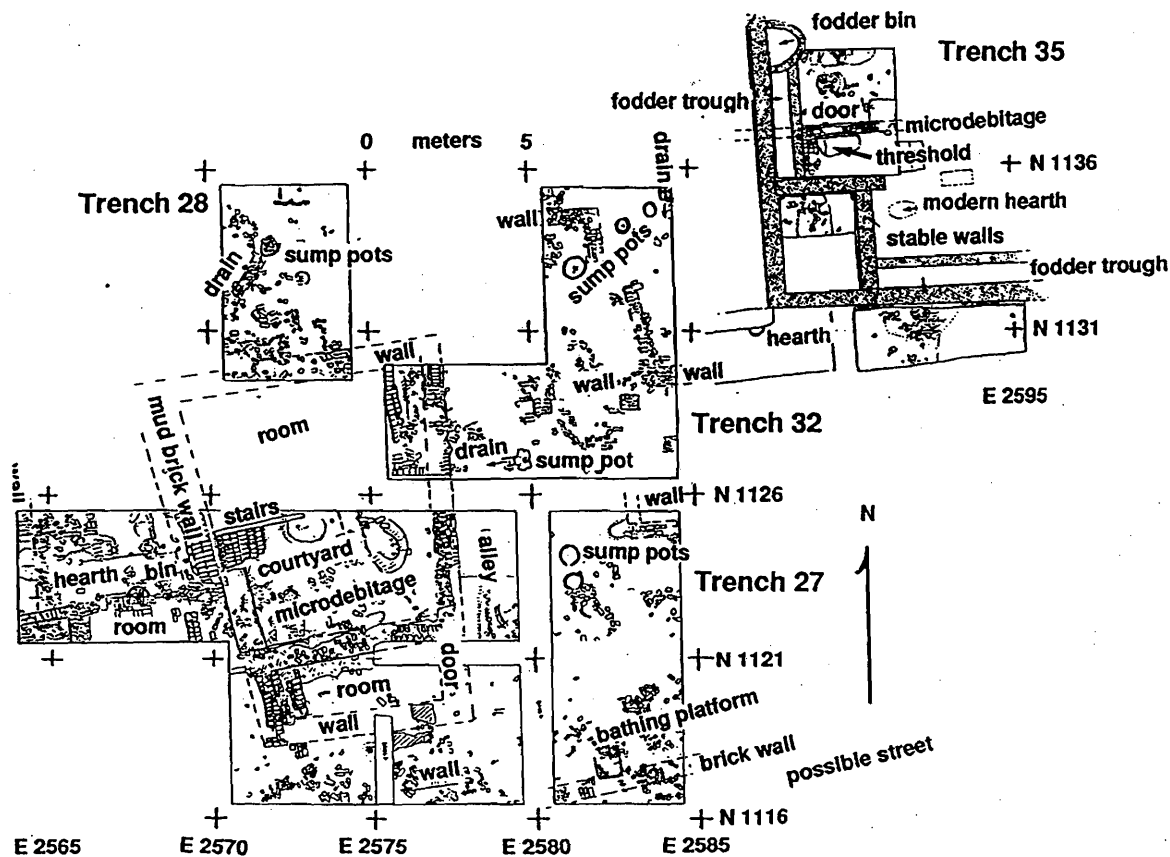 fodder bin
Trench 35
fodder trough
door
microdebitage
0 meters 5
drain
threshold
N 1136
Trench 28
wall
modern hearth
sump pots
sump pots
stable walls
drain
fodder trough
hearth
N 1131
wall
wall
wall
E 2595
room
Trench 32
mud brick wall
drain
sump pot
wall
N 1126
wall
N
stairs
courtyard
alley
sump pots
hearth
bin
Trench 27
microdebitage
room
N 1121
door
room
bathing platform
wall
brick wall
wall
possible street
N 1116
E 2565
E 2570
E 2575
E 2580
E 2585